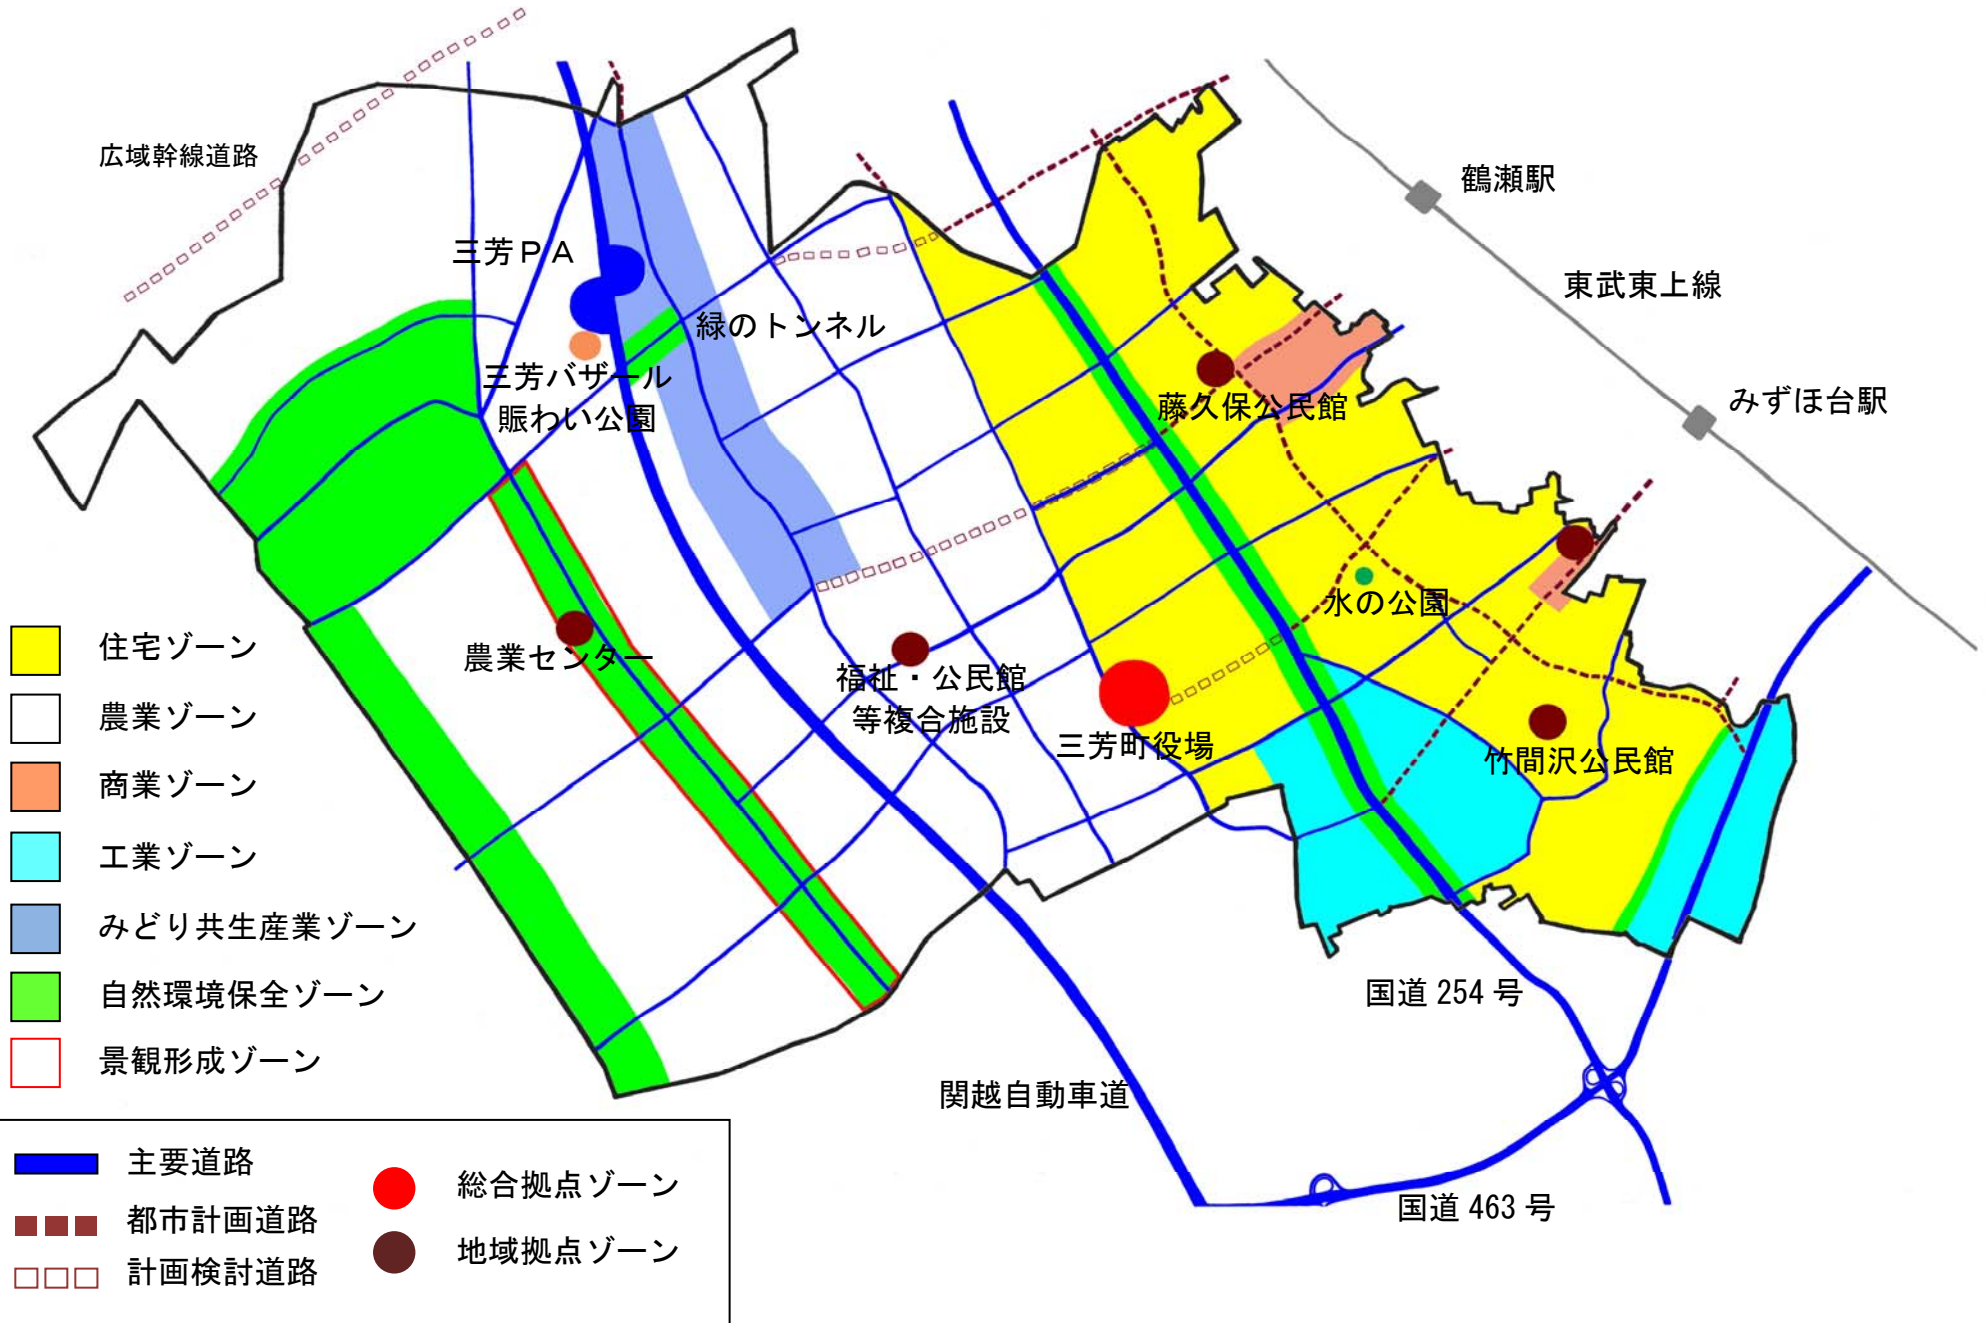 広域幹線道路
鶴瀬駅
三芳ＰＡ
東武東上線
緑のトンネル
三芳バザール
賑わい公園
藤久保公民館
みずほ台駅
水の公園
農業センター
福祉・公民館
等複合施設
三芳町役場
竹間沢公民館
国道 254 号
関越自動車道
国道 463 号
住宅ゾーン
農業ゾーン
商業ゾーン
工業ゾーン
みどり共生産業ゾーン
自然環境保全ゾーン
景観形成ゾーン
主要道路
都市計画道路
計画検討道路
総合拠点ゾーン
地域拠点ゾーン